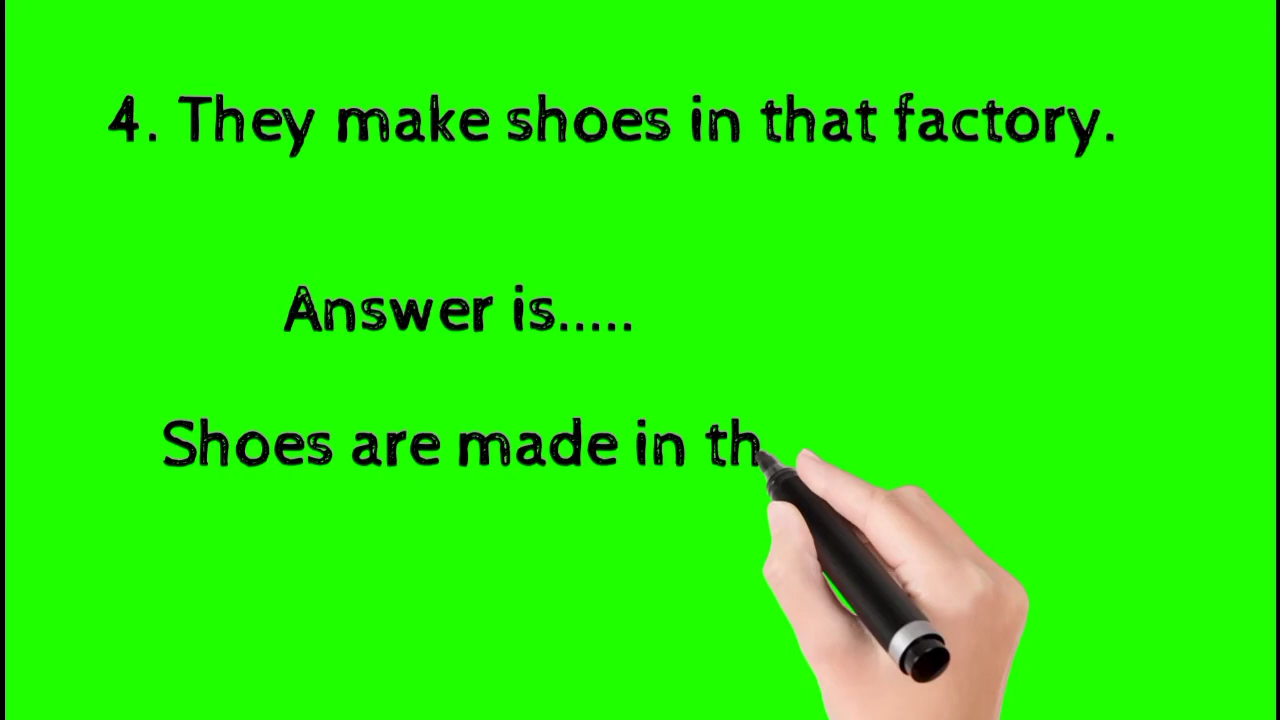 4. They make shoes in that factory.
Answer is.....
Shoes are made in th